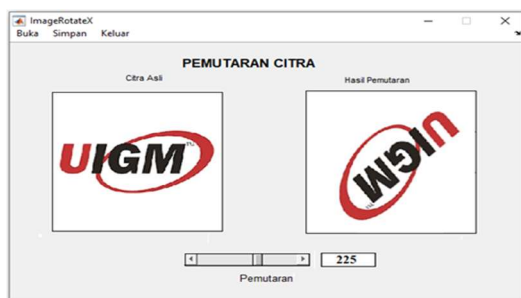 ImageRotateX
Buka Simpan Keluar
PEMUTARAN CITRA
Citra Asli
Hasil Pemutaran
UIGM
UIGM
225
Pemutaran